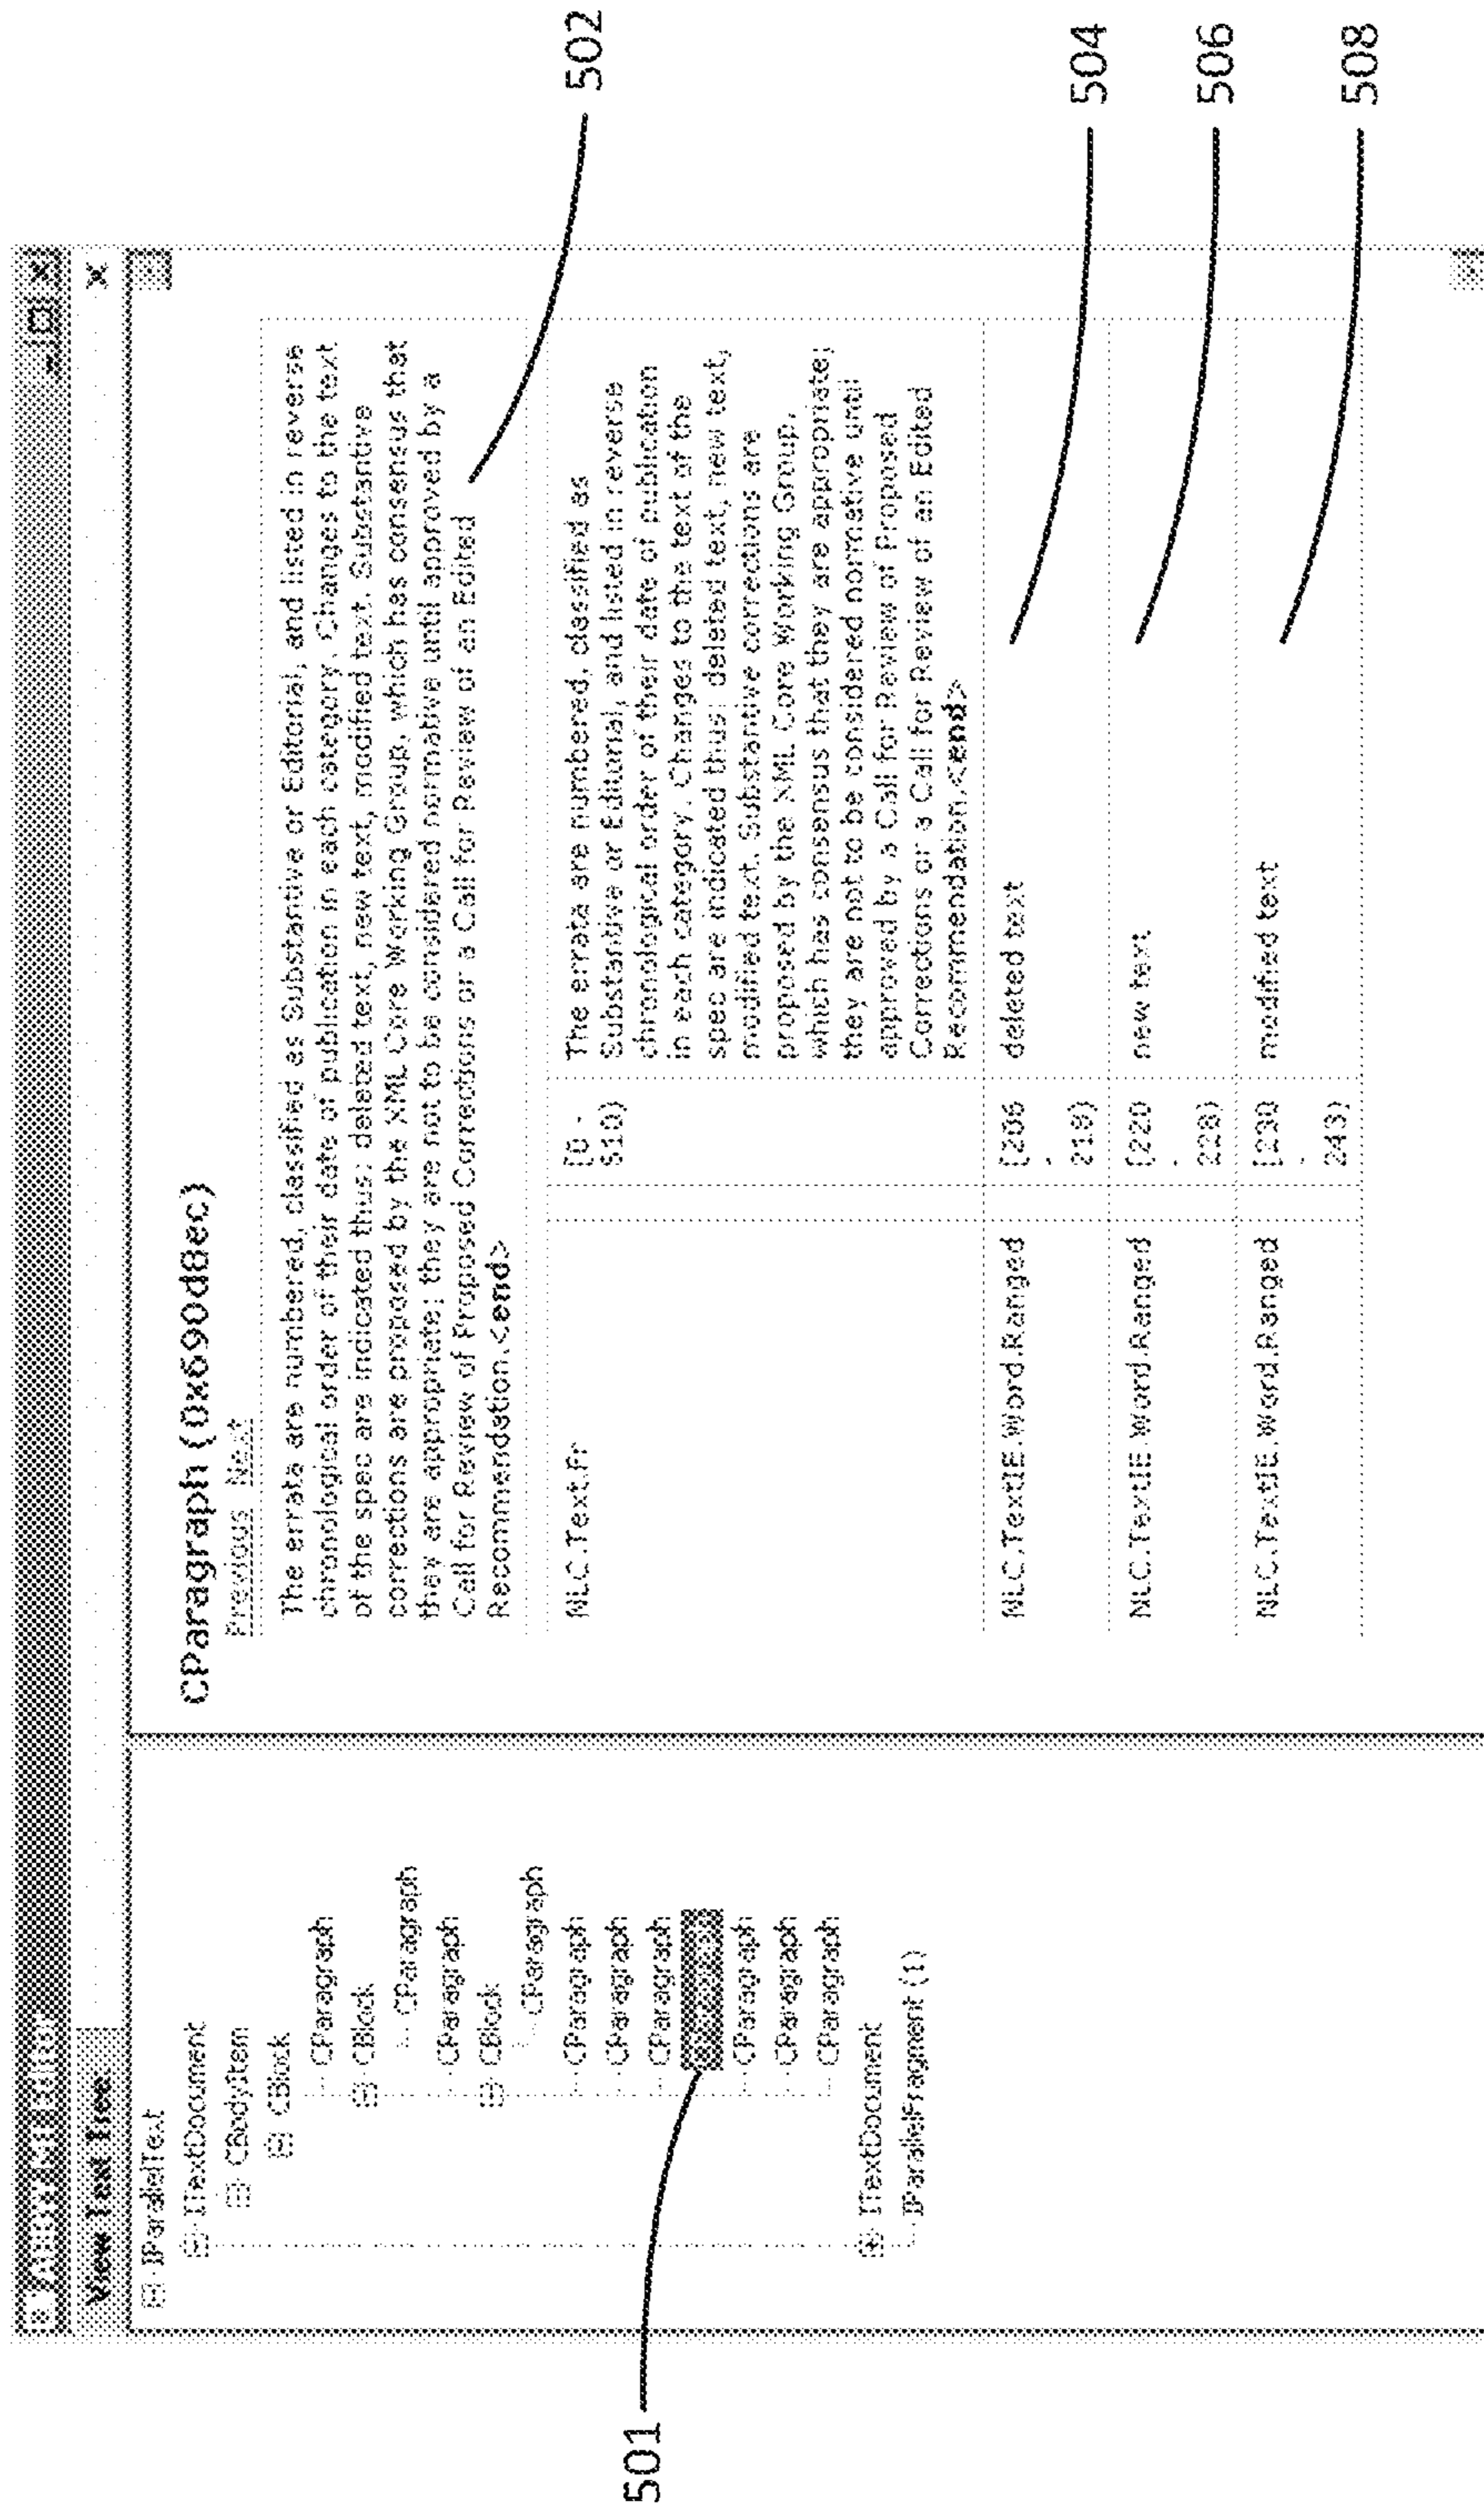 View Text Tree
IParallelText
ITextDocument
CBodyItem
CBlock
CParagraph
CBlock
CParagraph
CParagraph
CBlock
CParagraph
CParagraph
CParagraph
CParagraph
CParagraph
CParagraph
CParagraph
ITextDocument
IParallelFragment (1)
501
CParagraph (0x690d8ec)
Previous Next
The errata are numbered, classified as Substantive or Editorial, and listed in reverse
chronological order of their date of publication in each category. Changes to the text
of the spec are indicated thus: deleted text, new text, modified text. Substantive
corrections are proposed by the XML Core Working Group, which has consensus that
they are appropriate; they are not to be considered normative until approved by a
Call for Review of Proposed Corrections or a Call for Review of an Edited
Recommendation.<end>
502
NLC.Text.Fr
[0 -
510)
The errata are numbered, classified as
Substantive or Editorial, and listed in reverse
chronological order of their date of publication
in each category. Changes to the text of the
spec are indicated thus: deleted text, new text,
modified text. Substantive corrections are
proposed by the XML Core Working Group,
which has consensus that they are appropriate;
they are not to be considered normative until
approved by a Call for Review of Proposed
Corrections or a Call for Review of an Edited
Recommendation.<end>
NLC.TextIE.Word.Ranged
[206
-
218)
deleted text
504
NLC.TextIE.Word.Ranged
[220
-
228)
new text
506
NLC.TextIE.Word.Ranged
[230
-
243)
modified text
508